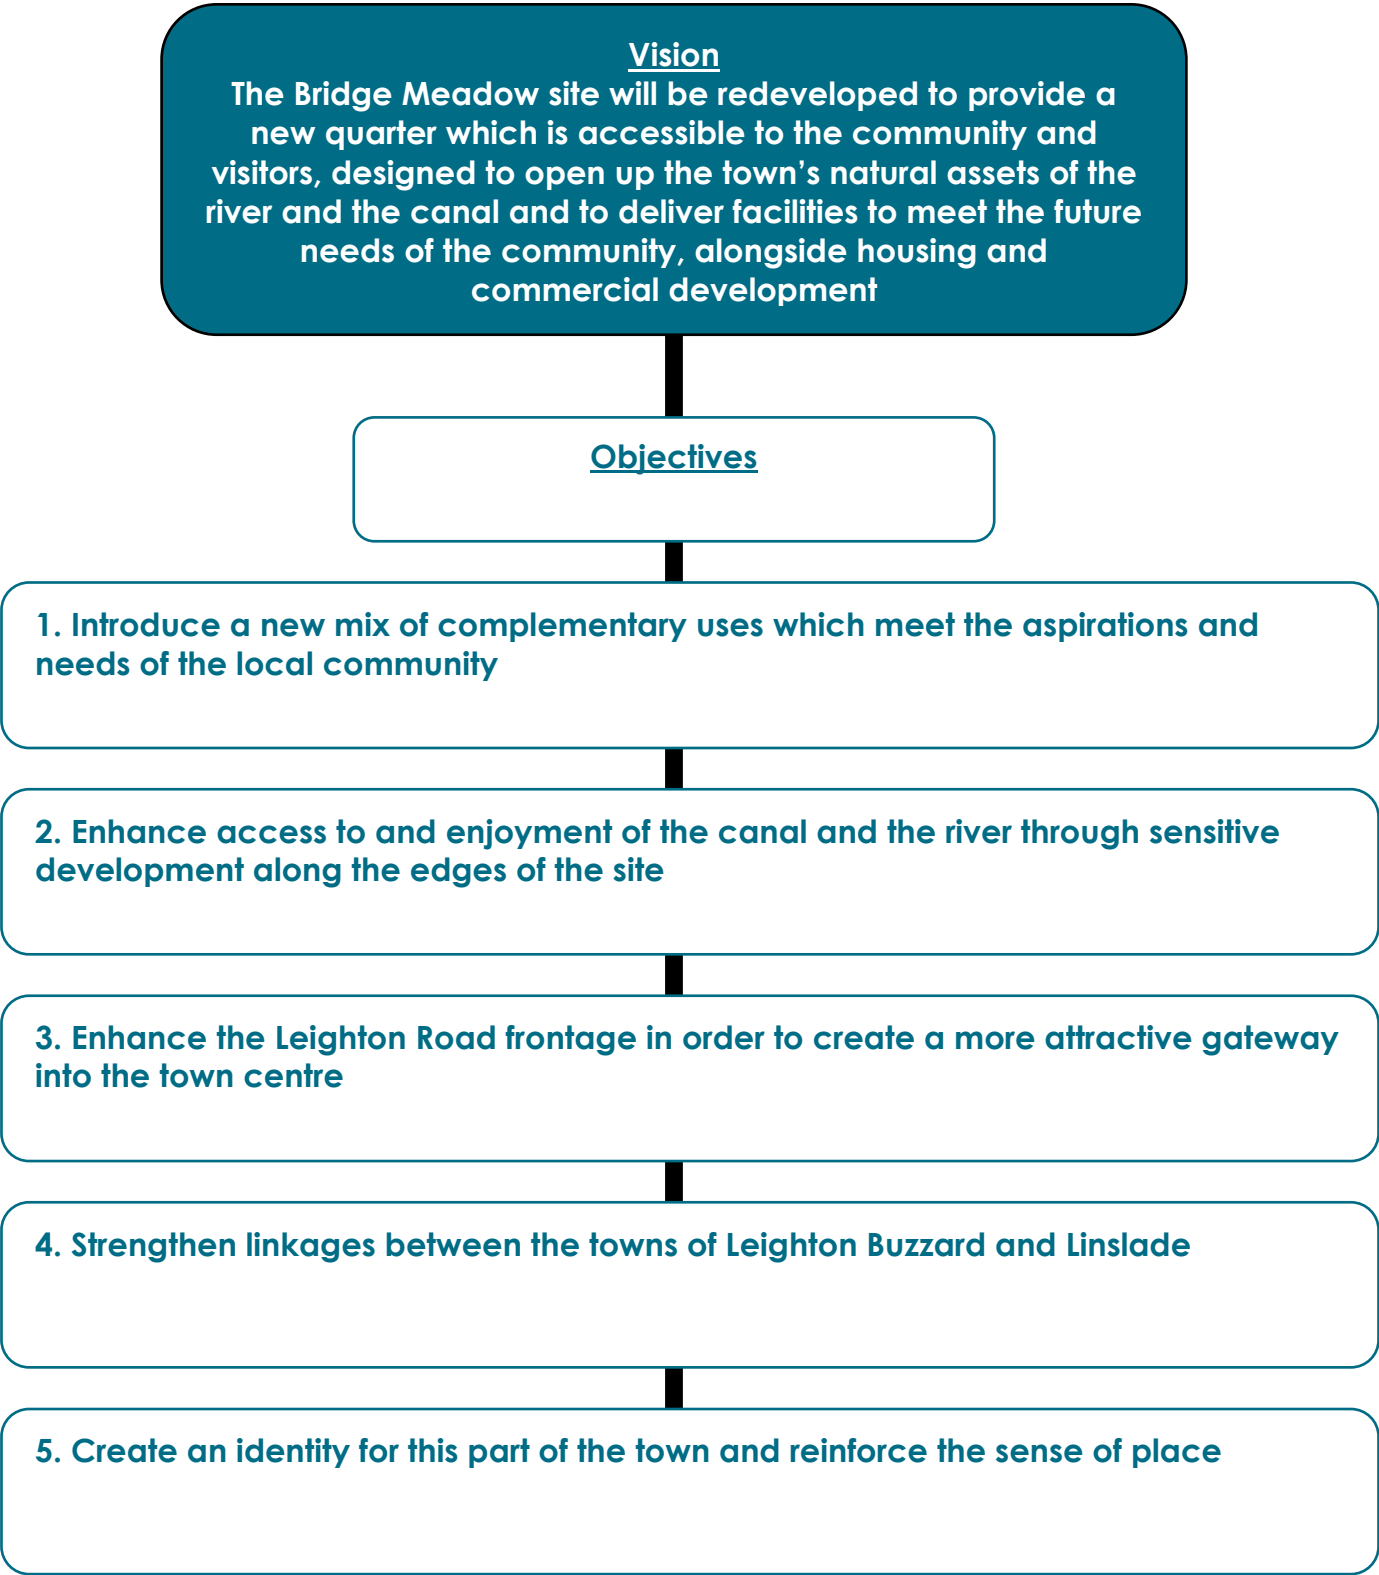 Vision
The Bridge Meadow site will be redeveloped to provide a
new quarter which is accessible to the community and
visitors, designed to open up the town’s natural assets of the
river and the canal and to deliver facilities to meet the future
needs of the community, alongside housing and
commercial development
Objectives
1. Introduce a new mix of complementary uses which meet the aspirations and
needs of the local community
2. Enhance access to and enjoyment of the canal and the river through sensitive
development along the edges of the site
3. Enhance the Leighton Road frontage in order to create a more attractive gateway
into the town centre
4. Strengthen linkages between the towns of Leighton Buzzard and Linslade
5. Create an identity for this part of the town and reinforce the sense of place